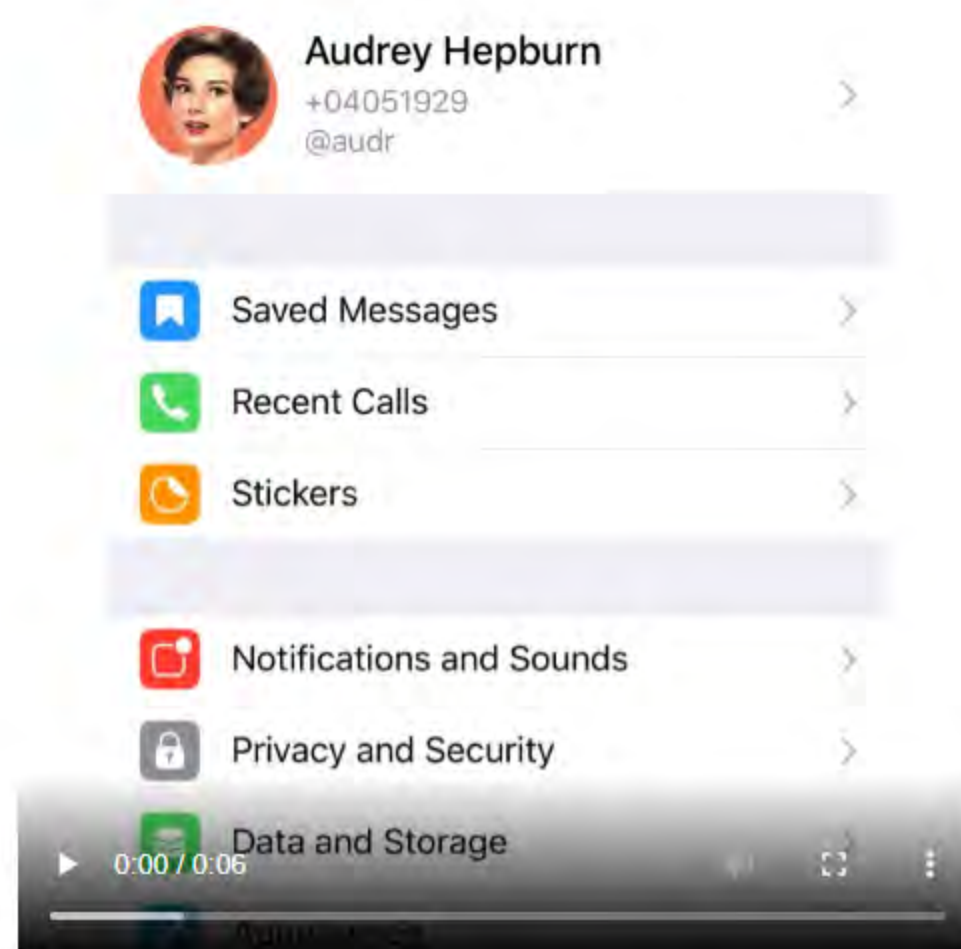 Audrey Hepburn
+04051929
@audr
Saved Messages
Recent Calls
Stickers
Notifications and Sounds
Privacy and Security
Data and Storage
0:00 / 0:06